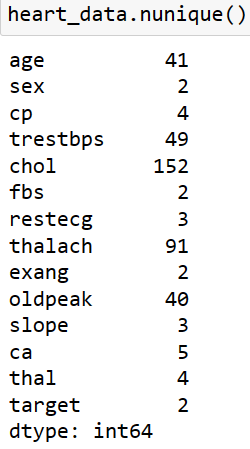 heart_data.nunique()
age 41
sex 2
cp 4
trestbps 49
chol 152
fbs 2
restecg 3
thalach 91
exang 2
oldpeak 40
slope 3
ca 5
thal 4
target 2
dtype: int64